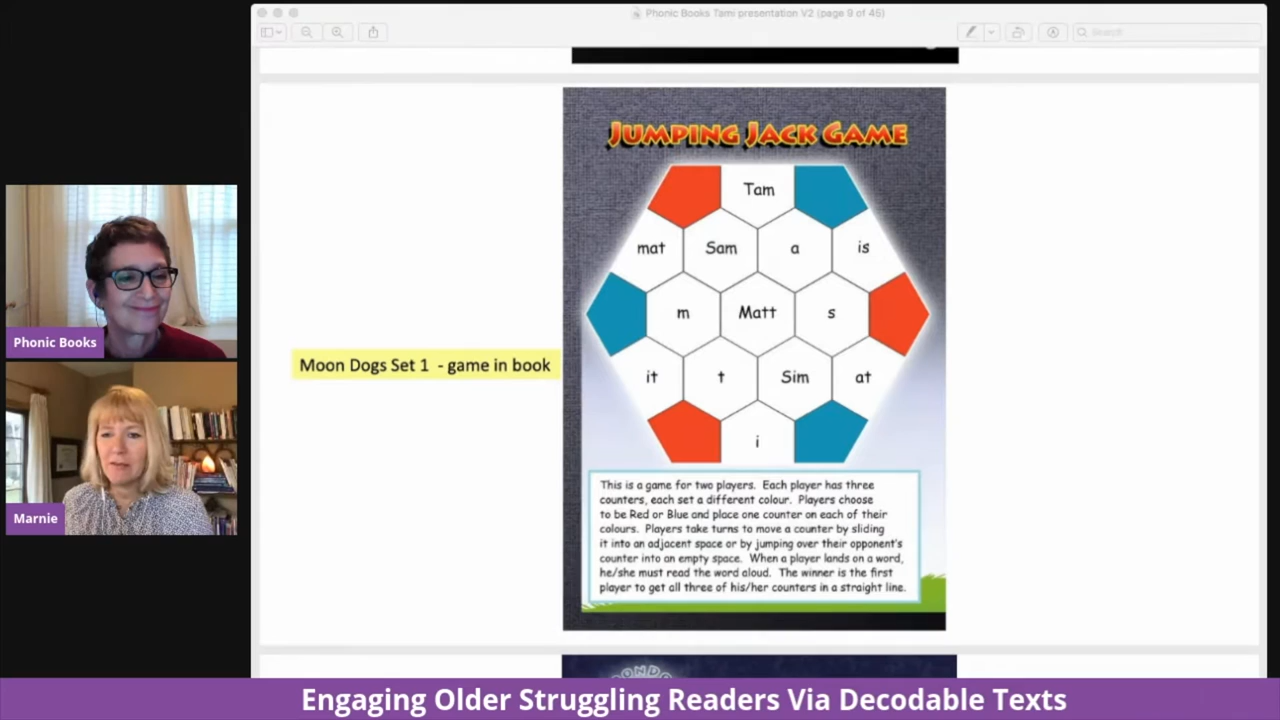 Phonic Books Tami presentation V2 (page 9 of 45)
Search
JUMPING JACK GAME
Tam
mat Sam a is
m Matt s
it t Sim at
i
Moon Dogs Set 1 - game in book
This is a game for two players. Each player has three
counters, each set a different colour. Players choose
to be Red or Blue and place one counter on each of their
colours. Players take turns to move a counter by sliding
it into an adjacent space or by jumping over their opponent's
counter into an empty space. When a player lands on a word,
he/she must read the word aloud. The winner is the first
player to get all three of his/her counters in a straight line.
Phonic Books
Marnie
Engaging Older Struggling Readers Via Decodable Texts